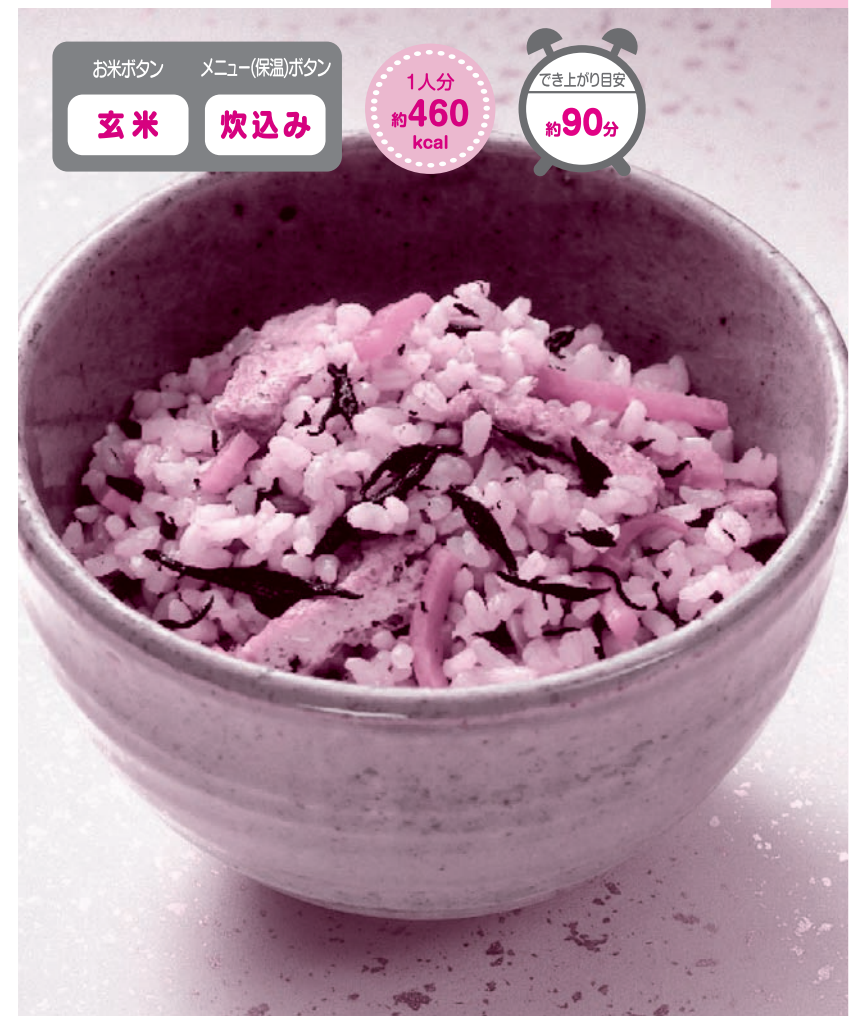 お米ボタン
メニュー(保温)ボタン
玄米
炊込み
1人分
約460
kcal
でき上がり目安
約90分